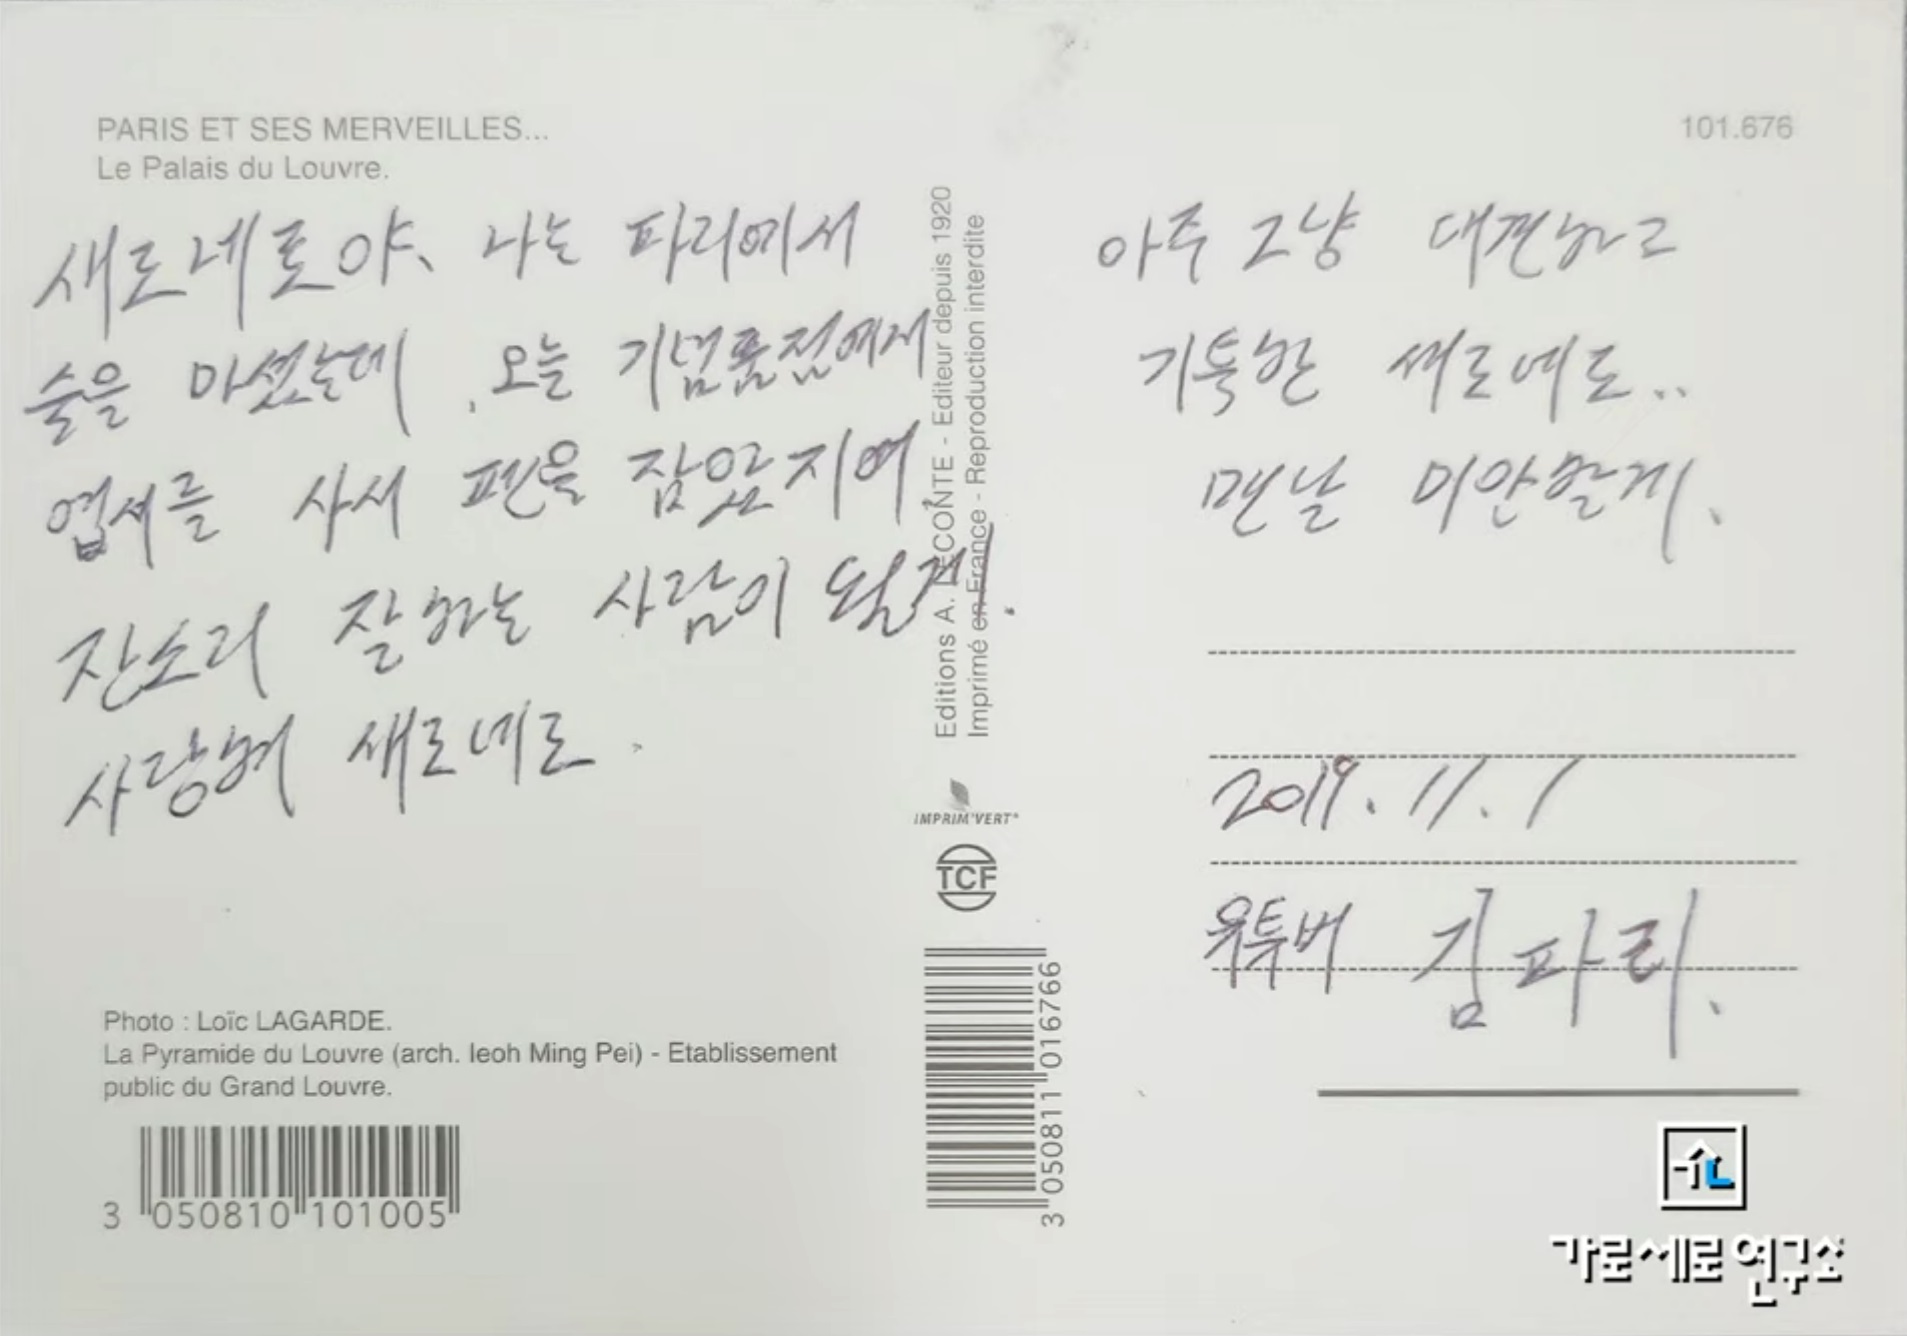 PARIS ET SES MERVEILLES...
Le Palais du Louvre.
새로네로야、 나는 파리에서
술을 마셨는데, 오늘 기념품점에서
엽서를 사서 펜을 잡았지여
잔소리 잘하는 사람이 될게.
사랑해 새로네로.
Photo : Loïc LAGARDE.
La Pyramide du Louvre (arch. Ieoh Ming Pei) - Etablissement
public du Grand Louvre.
3 050810 101005
Editions A. LECONTE - Editeur depuis 1920
Imprimé en France - Reproduction interdite
IMPRIM'VERT®
TCF
3 050811 016766
101.676
아주 그냥 대견하고
기특한 새로네로..
맨날 미안할게.
2019. 11. 1
유투버 김파리.
가로세로연구소